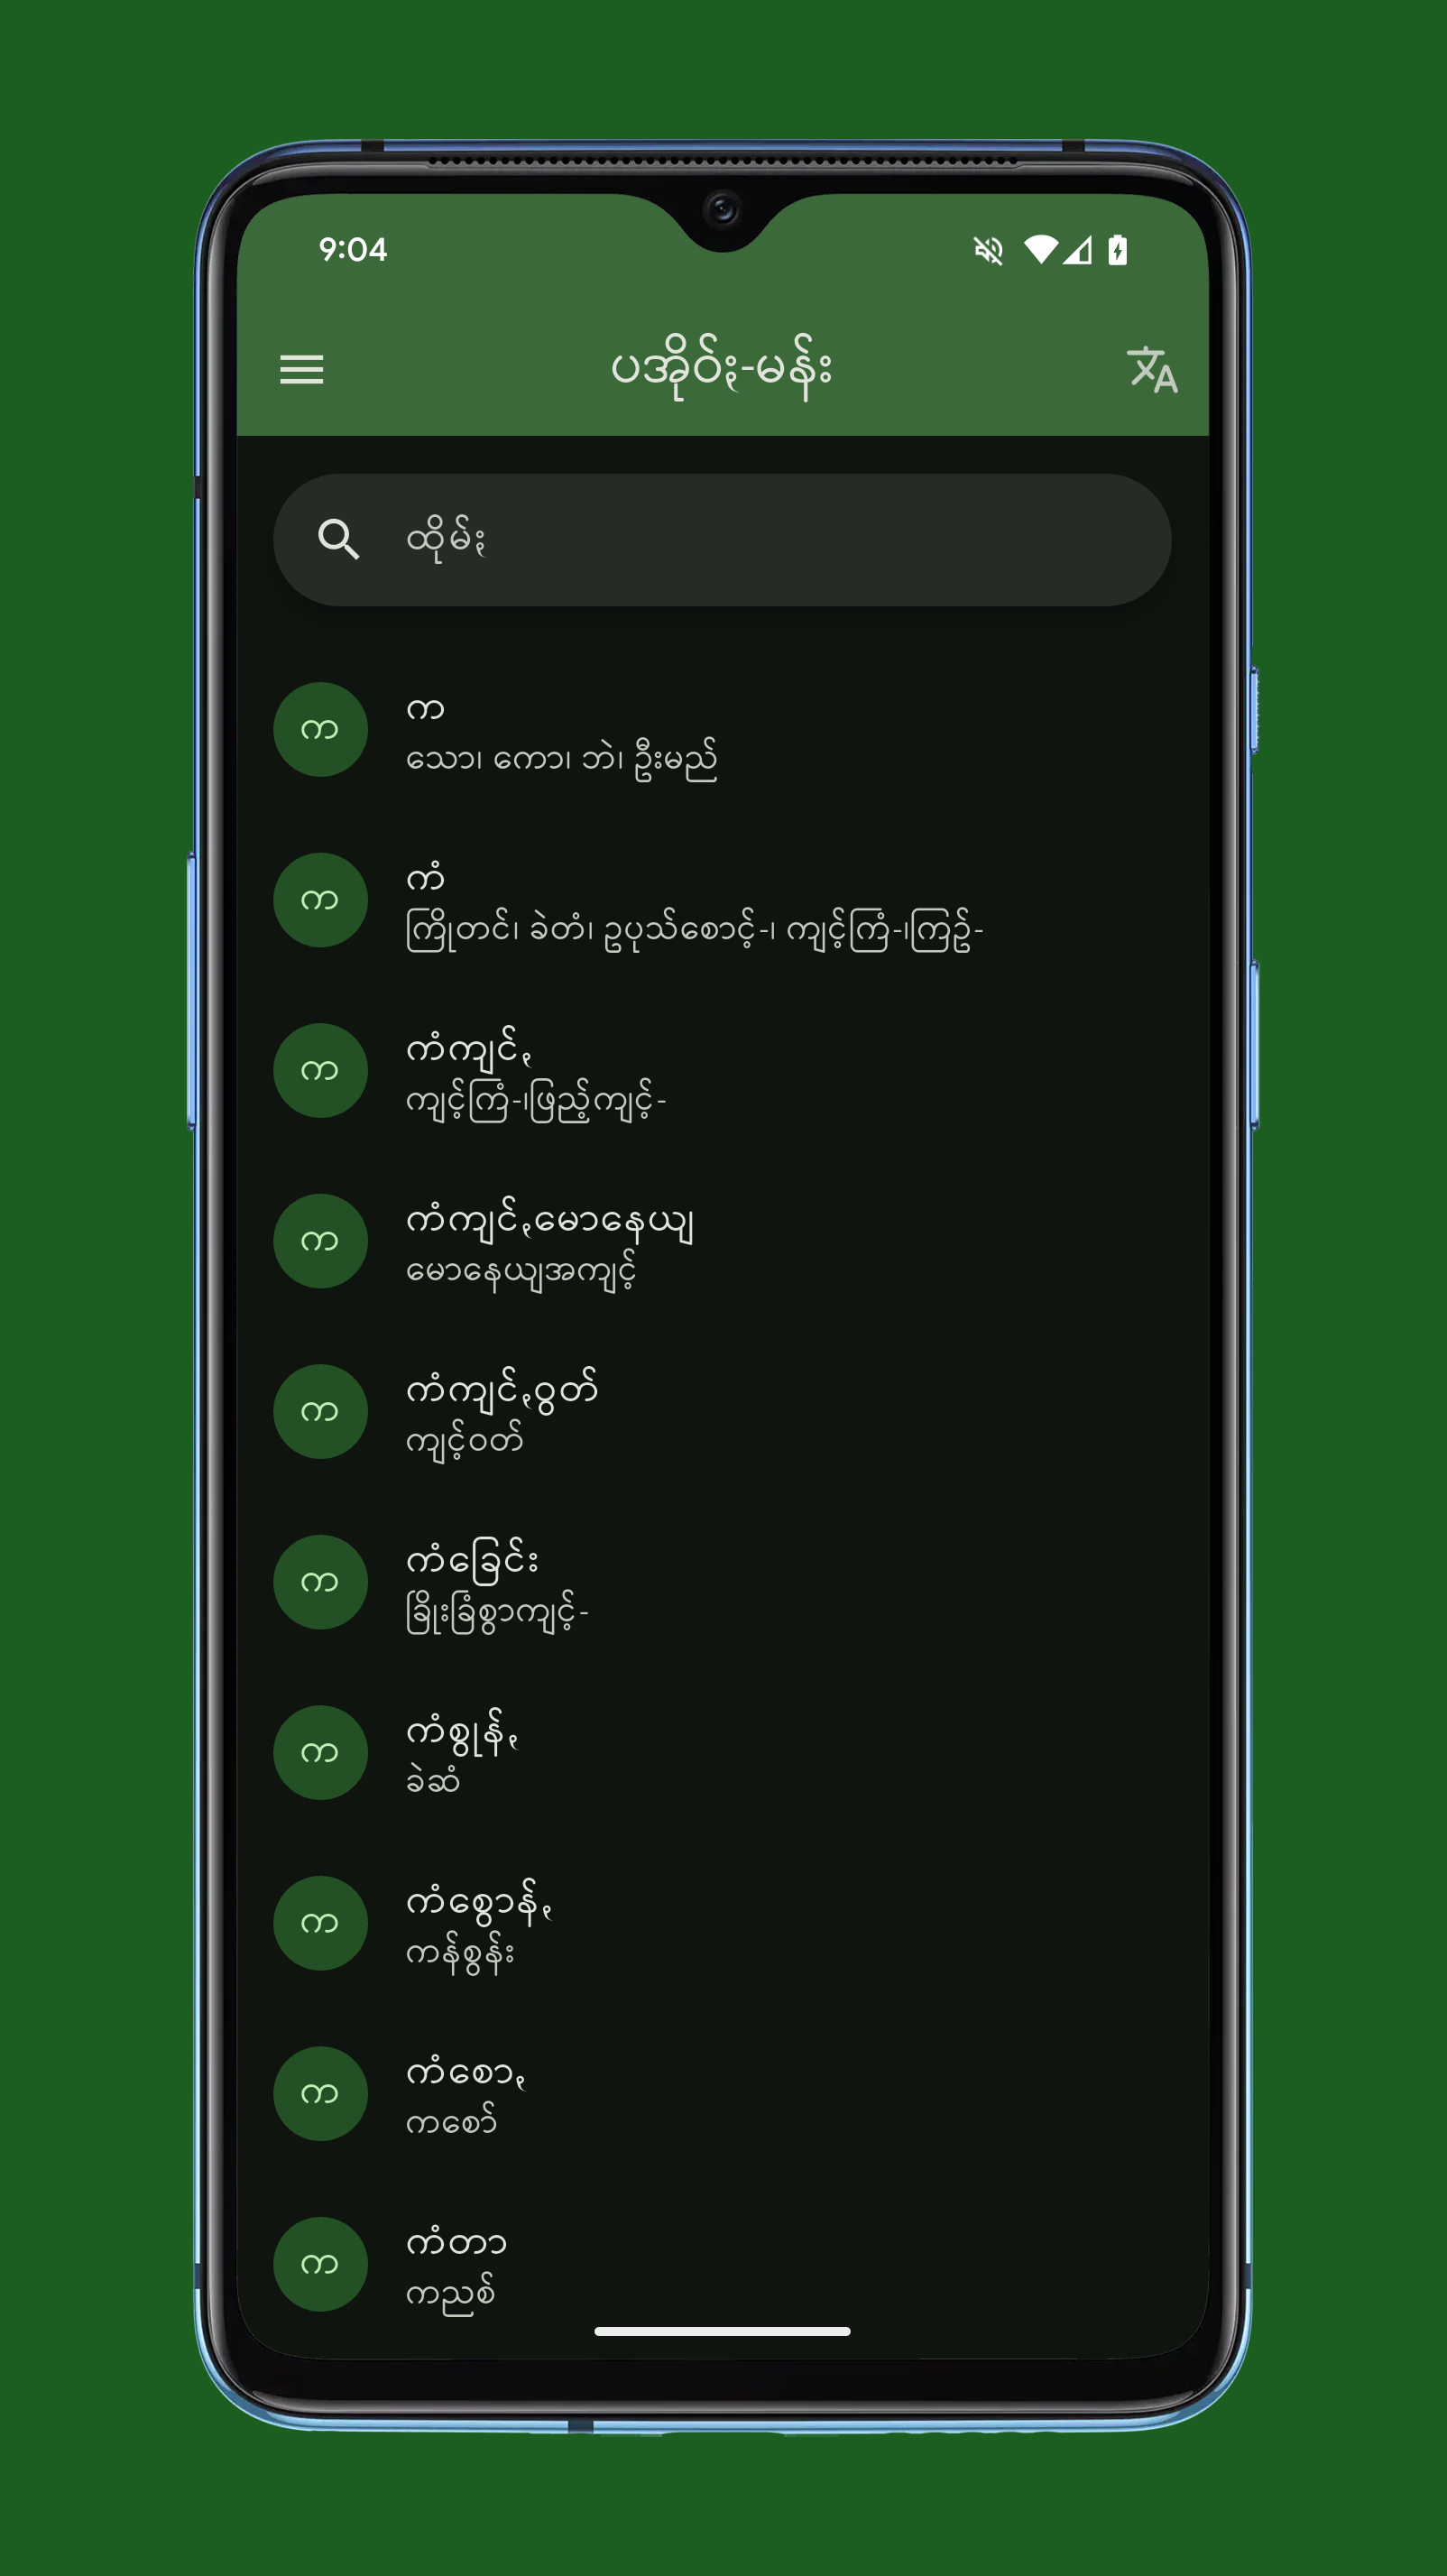 9:04
ပအိုဝ်ႏ-မန်း
ထိုမ်ႏ
က
က
သော၊ ကော၊ ဘဲ၊ ဦးမည်
က
ကံ
ကြိုတင်၊ ခဲတံ၊ ဥပုသ်စောင့်-၊ ကျင့်ကြံ-၊ကြဥ်-
က
ကံကျင်ႇ
ကျင့်ကြံ-၊ဖြည့်ကျင့်-
က
ကံကျင်ႇမောနေယျ
မောနေယျအကျင့်
က
ကံကျင်ႇဝွတ်
ကျင့်ဝတ်
က
ကံခြေင်း
ခြိုးခြံစွာကျင့်-
က
ကံစွုန်ႇ
ခဲဆံ
က
ကံစွောန်ႇ
ကန်စွန်း
က
ကံစောႇ
ကစော်
က
ကံတာ
ကညစ်